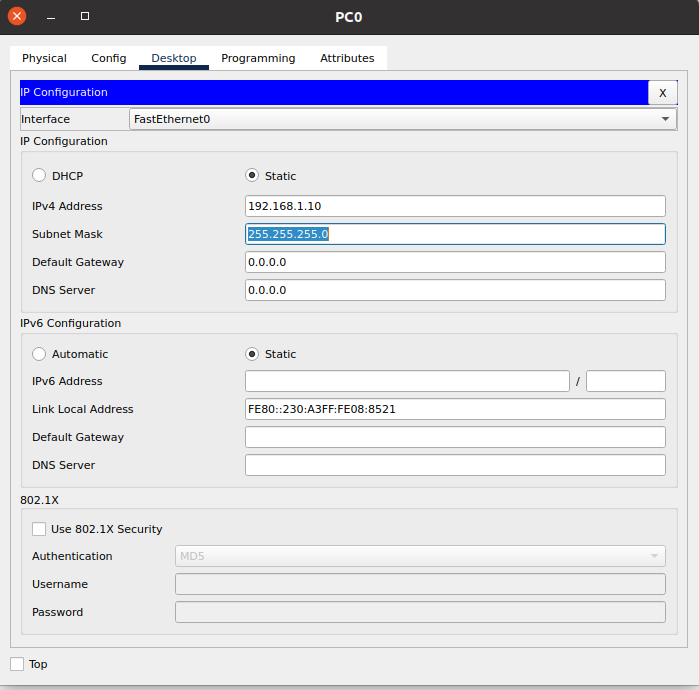 PC0
Physical Config Desktop Programming Attributes
IP Configuration X
Interface FastEthernet0
IP Configuration
DHCP Static
IPv4 Address 192.168.1.10
Subnet Mask 255.255.255.0
Default Gateway 0.0.0.0
DNS Server 0.0.0.0
IPv6 Configuration
Automatic Static
IPv6 Address /
Link Local Address FE80::230:A3FF:FE08:8521
Default Gateway
DNS Server
802.1X
Use 802.1X Security
Authentication MD5
Username
Password
Top